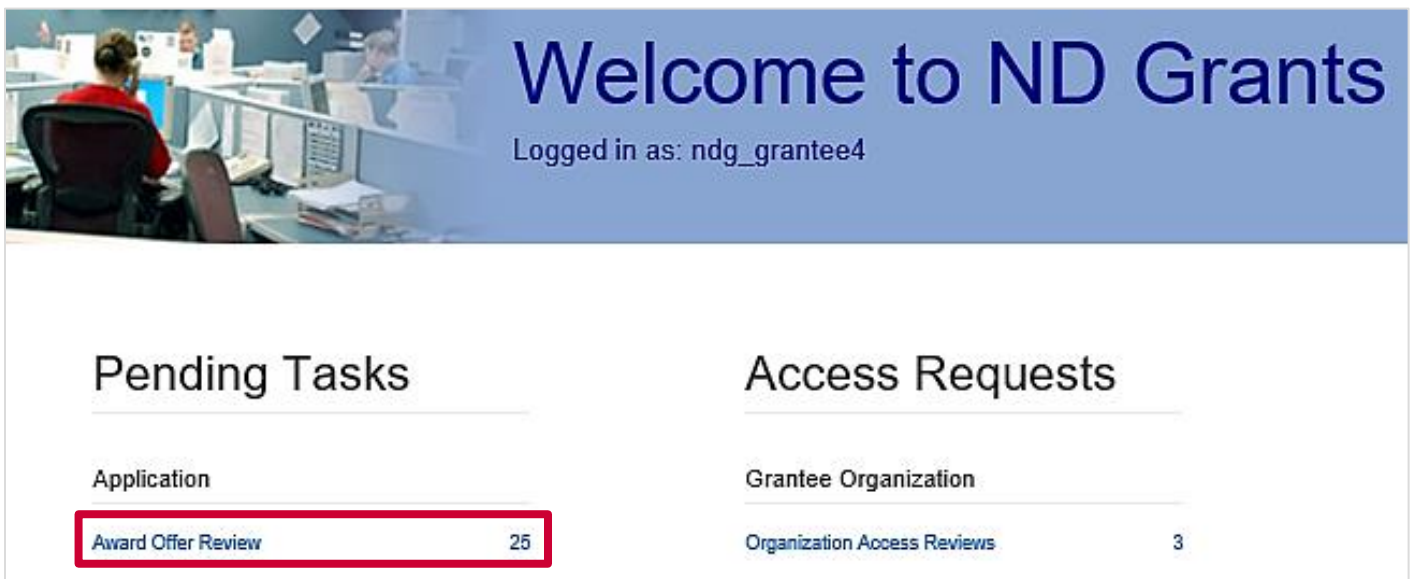 Welcome to ND Grants
Logged in as: ndg_grantee4
Pending Tasks
Application
Award Offer Review 25
Access Requests
Grantee Organization
Organization Access Reviews 3